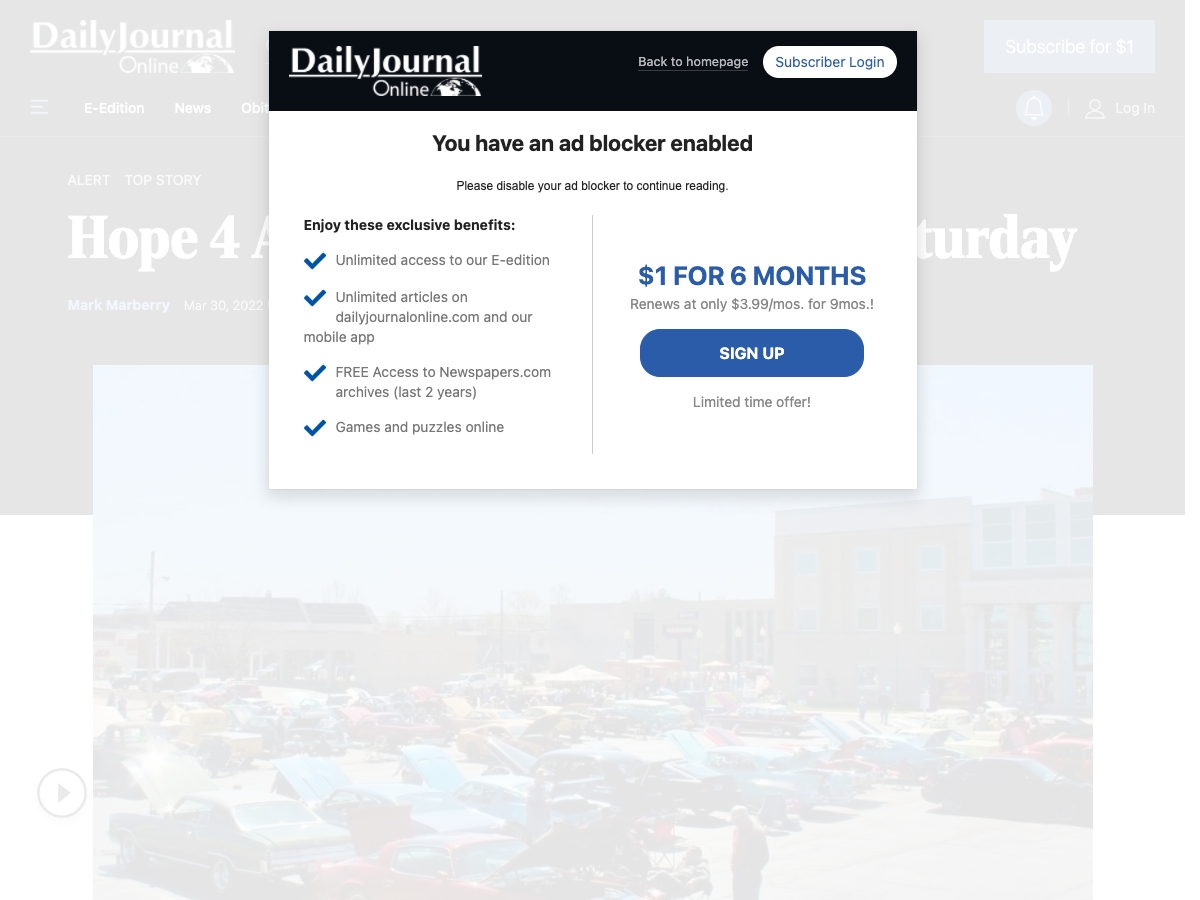 DailyJournal
Online
Subscribe for $1
E-Edition
News
Log In
ALERT TOP STORY
Hope 4
Mark Marberry Mar 30, 2022
DailyJournal
Online
Back to homepage
Subscriber Login
You have an ad blocker enabled
Please disable your ad blocker to continue reading.
Enjoy these exclusive benefits:
Unlimited access to our E-edition
Unlimited articles on
dailyjournalonline.com and our
mobile app
FREE Access to Newspapers.com
archives (last 2 years)
Games and puzzles online
$1 FOR 6 MONTHS
Renews at only $3.99/mos. for 9mos.!
SIGN UP
Limited time offer!